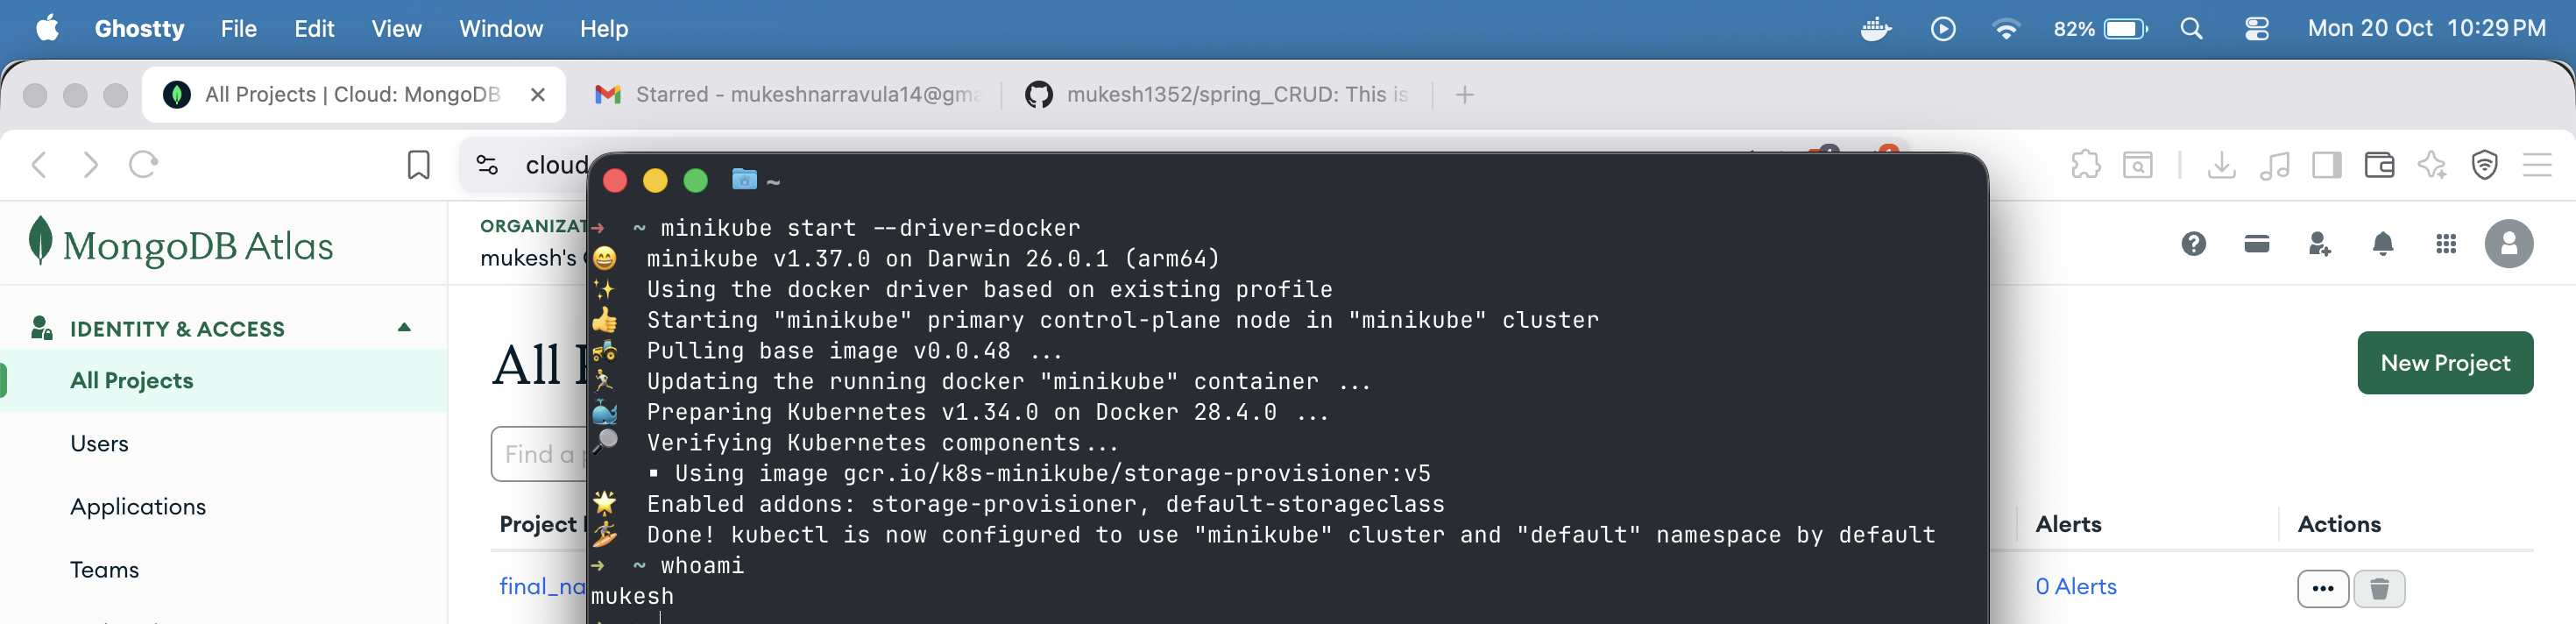 Ghostty File Edit View Window Help 82% Mon 20 Oct 10:29 PM
All Projects | Cloud: MongoDB Starred - mukeshnarravula14@gma mukesh1352/spring_CRUD: This is
cloud
~
MongoDB Atlas
ORGANIZAT
mukesh's
IDENTITY & ACCESS
All Projects
Users
Applications
Teams
All
Find a
Project
final_na
➜ ~ minikube start --driver=docker
😄 minikube v1.37.0 on Darwin 26.0.1 (arm64)
✨ Using the docker driver based on existing profile
👍 Starting "minikube" primary control-plane node in "minikube" cluster
🚜 Pulling base image v0.0.48 ...
🏃 Updating the running docker "minikube" container ...
🐳 Preparing Kubernetes v1.34.0 on Docker 28.4.0 ...
🔎 Verifying Kubernetes components...
▪ Using image gcr.io/k8s-minikube/storage-provisioner:v5
🌟 Enabled addons: storage-provisioner, default-storageclass
🏄 Done! kubectl is now configured to use "minikube" cluster and "default" namespace by default
➜ ~ whoami
mukesh
New Project
Alerts Actions
0 Alerts